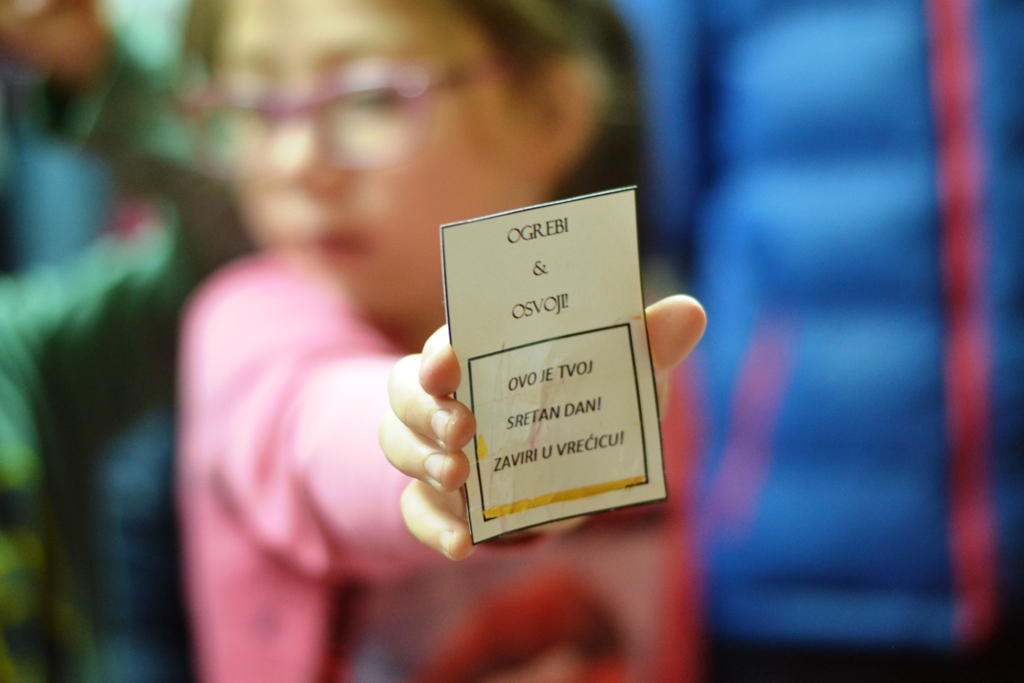 OGREBI
&
OSVOJI!
OVO JE TVOJ
SRETAN DAN!
ZAVIRI U VREĆICU!